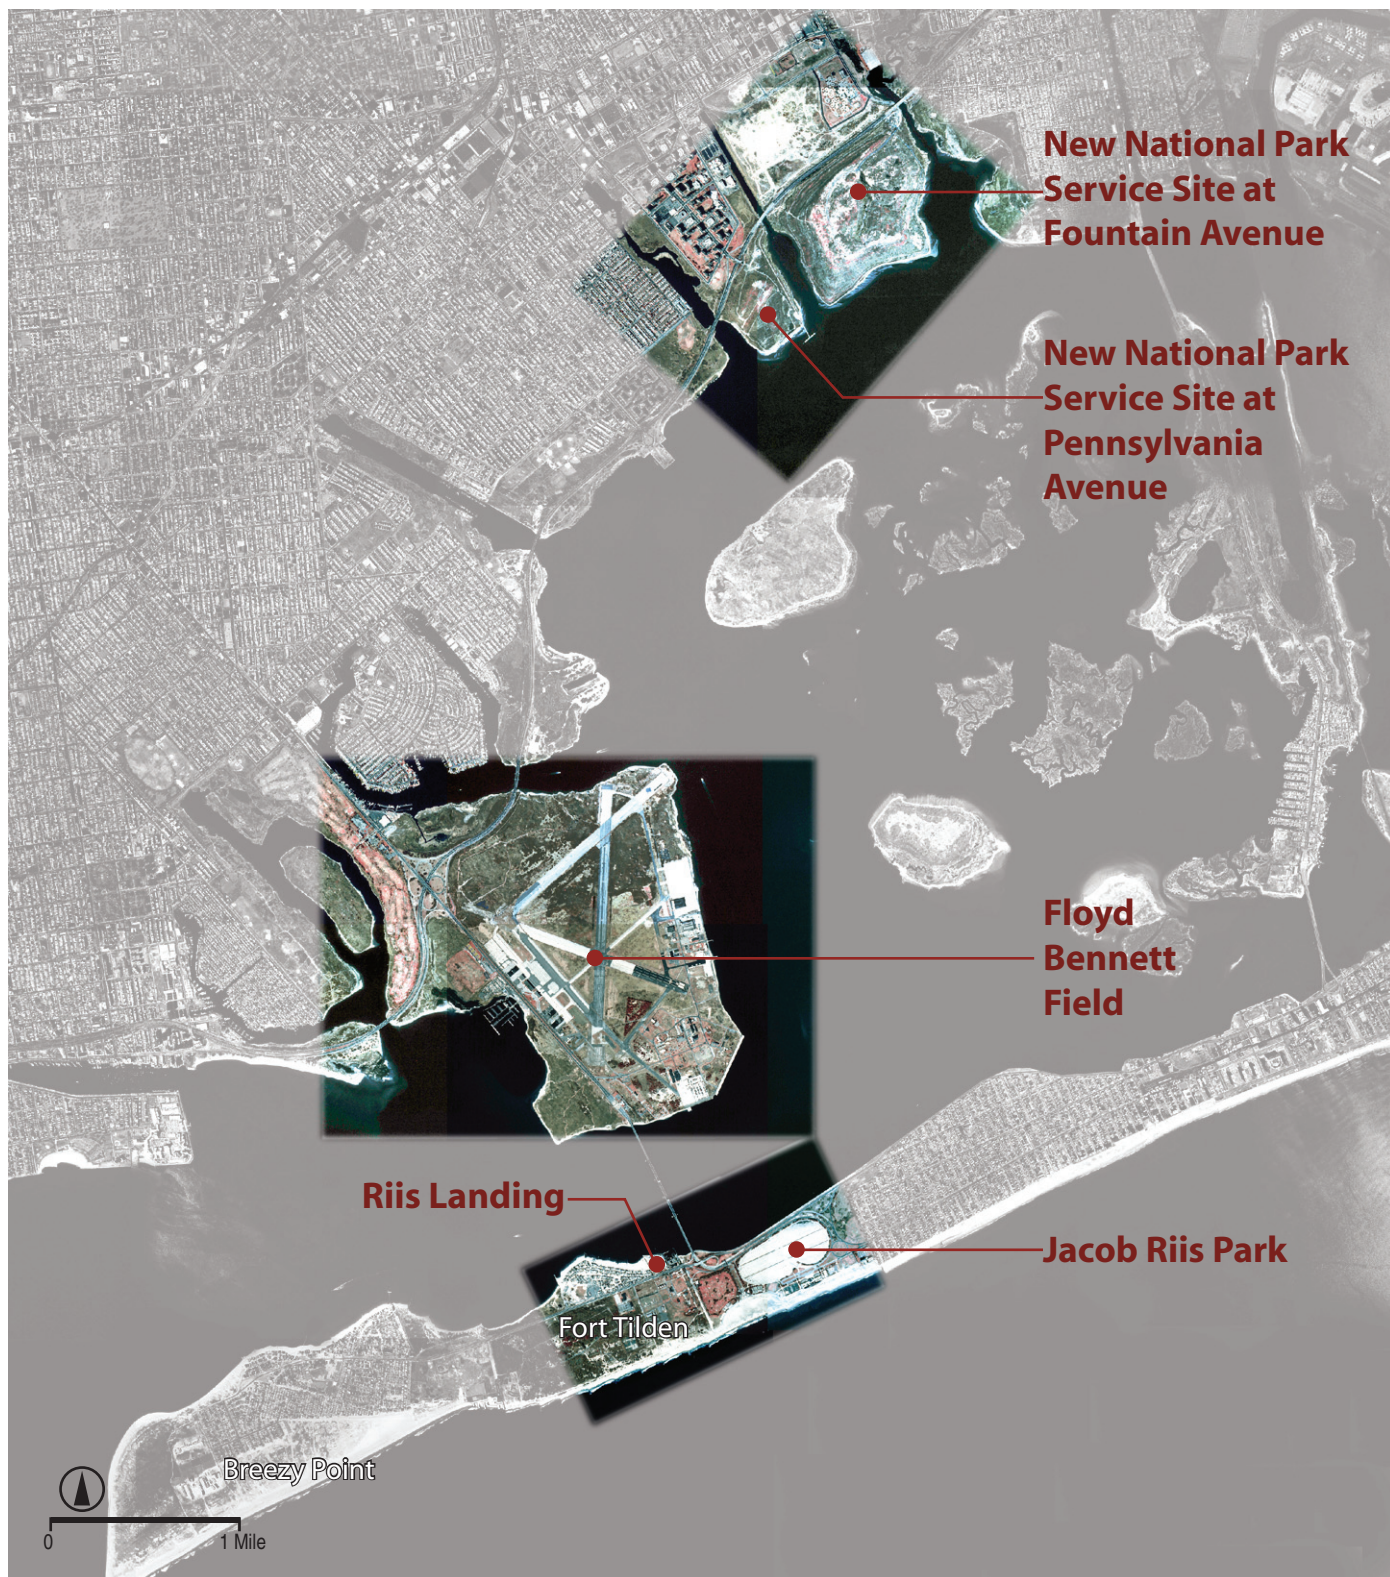 New National Park
Service Site at
Fountain Avenue
New National Park
Service Site at
Pennsylvania
Avenue
Floyd
Bennett
Field
Riis Landing
Jacob Riis Park
Fort Tilden
Breezy Point
0
1 Mile